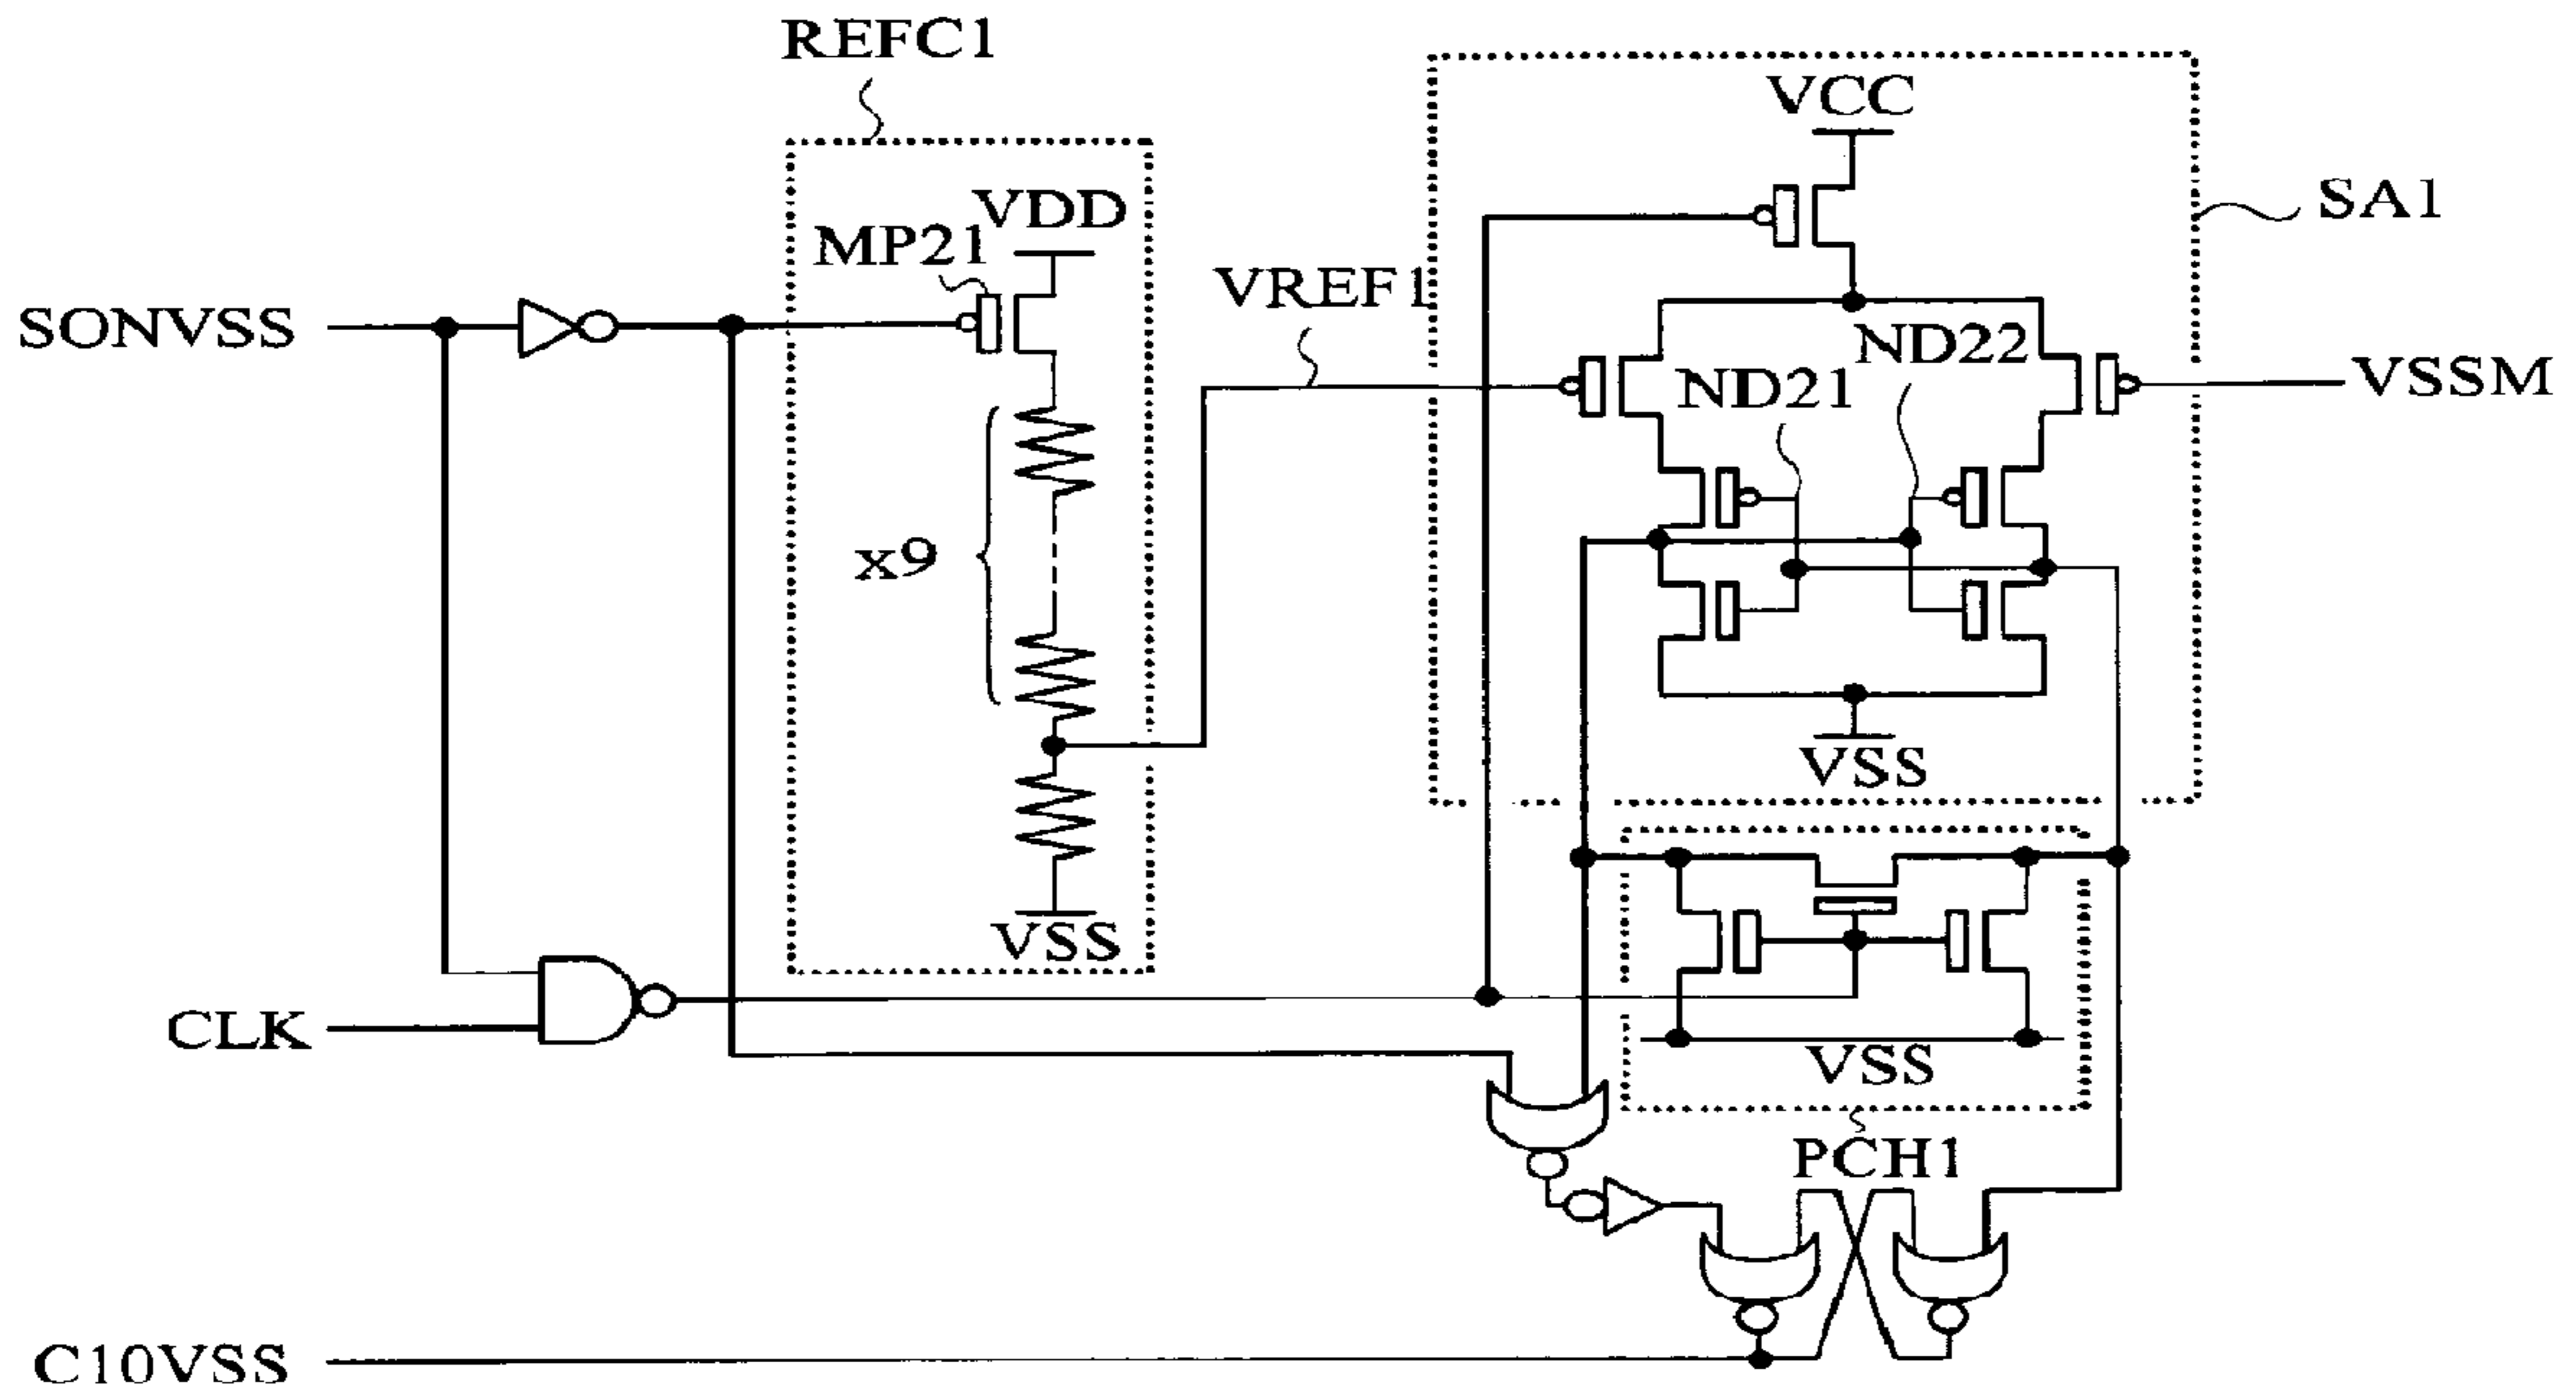 REFC1
VCC
VDD
SA1
MP21
VREF1
SONVSS
ND22
ND21
VSSM
x9
VSS
VSS
CLK
VSS
PCH1
C10VSS